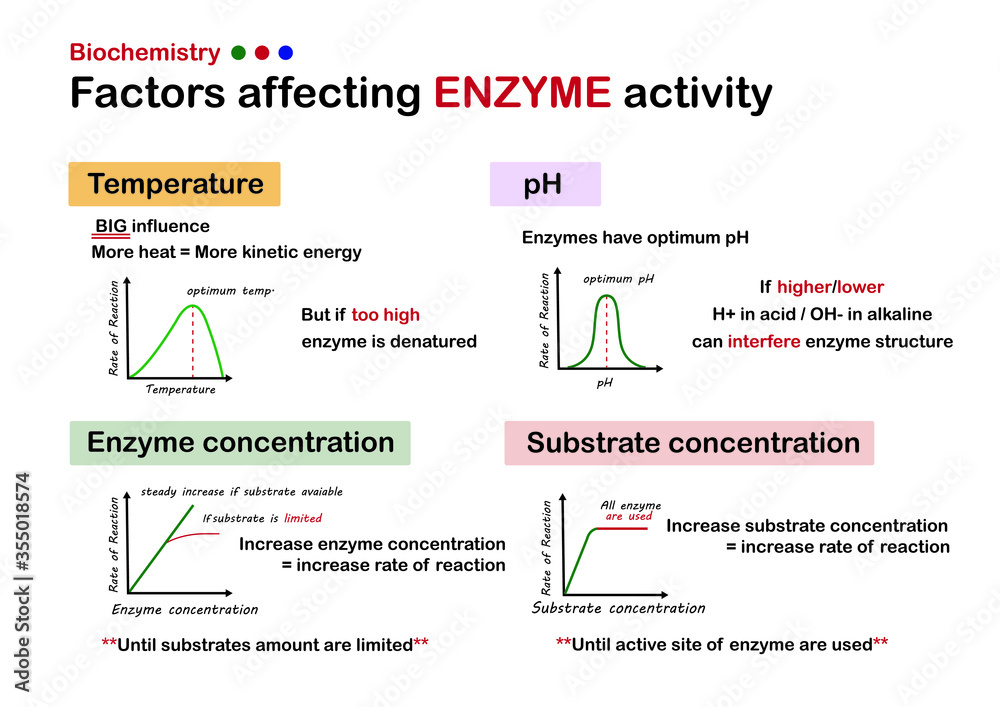 Biochemistry
Factors affecting ENZYME activity
Temperature
BIG influence
More heat = More kinetic energy
optimum temp.
Rate of Reaction
Temperature
But if too high
enzyme is denatured
pH
Enzymes have optimum pH
optimum pH
Rate of Reaction
pH
If higher/lower
H+ in acid / OH- in alkaline
can interfere enzyme structure
Enzyme concentration
steady increase if substrate avaiable
If substrate is limited
Rate of Reaction
Enzyme concentration
Increase enzyme concentration
= increase rate of reaction
**Until substrates amount are limited**
Substrate concentration
All enzyme
are used
Rate of Reaction
Substrate concentration
Increase substrate concentration
= increase rate of reaction
**Until active site of enzyme are used**
Adobe Stock | #355018574